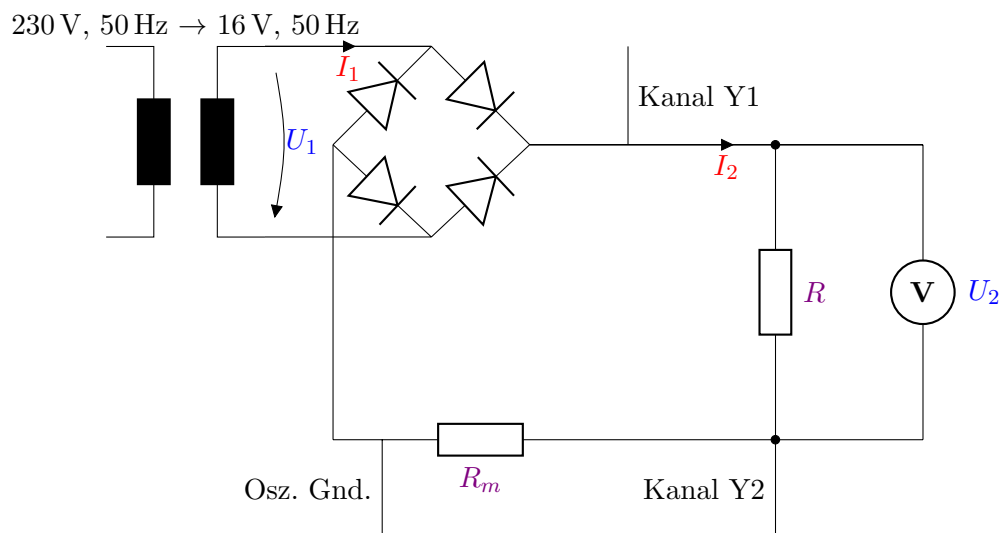 230 V, 50 Hz → 16 V, 50 Hz
I₁
Kanal Y1
U₁
I₂
R
V
U₂
Osz. Gnd.
Rₘ
Kanal Y2